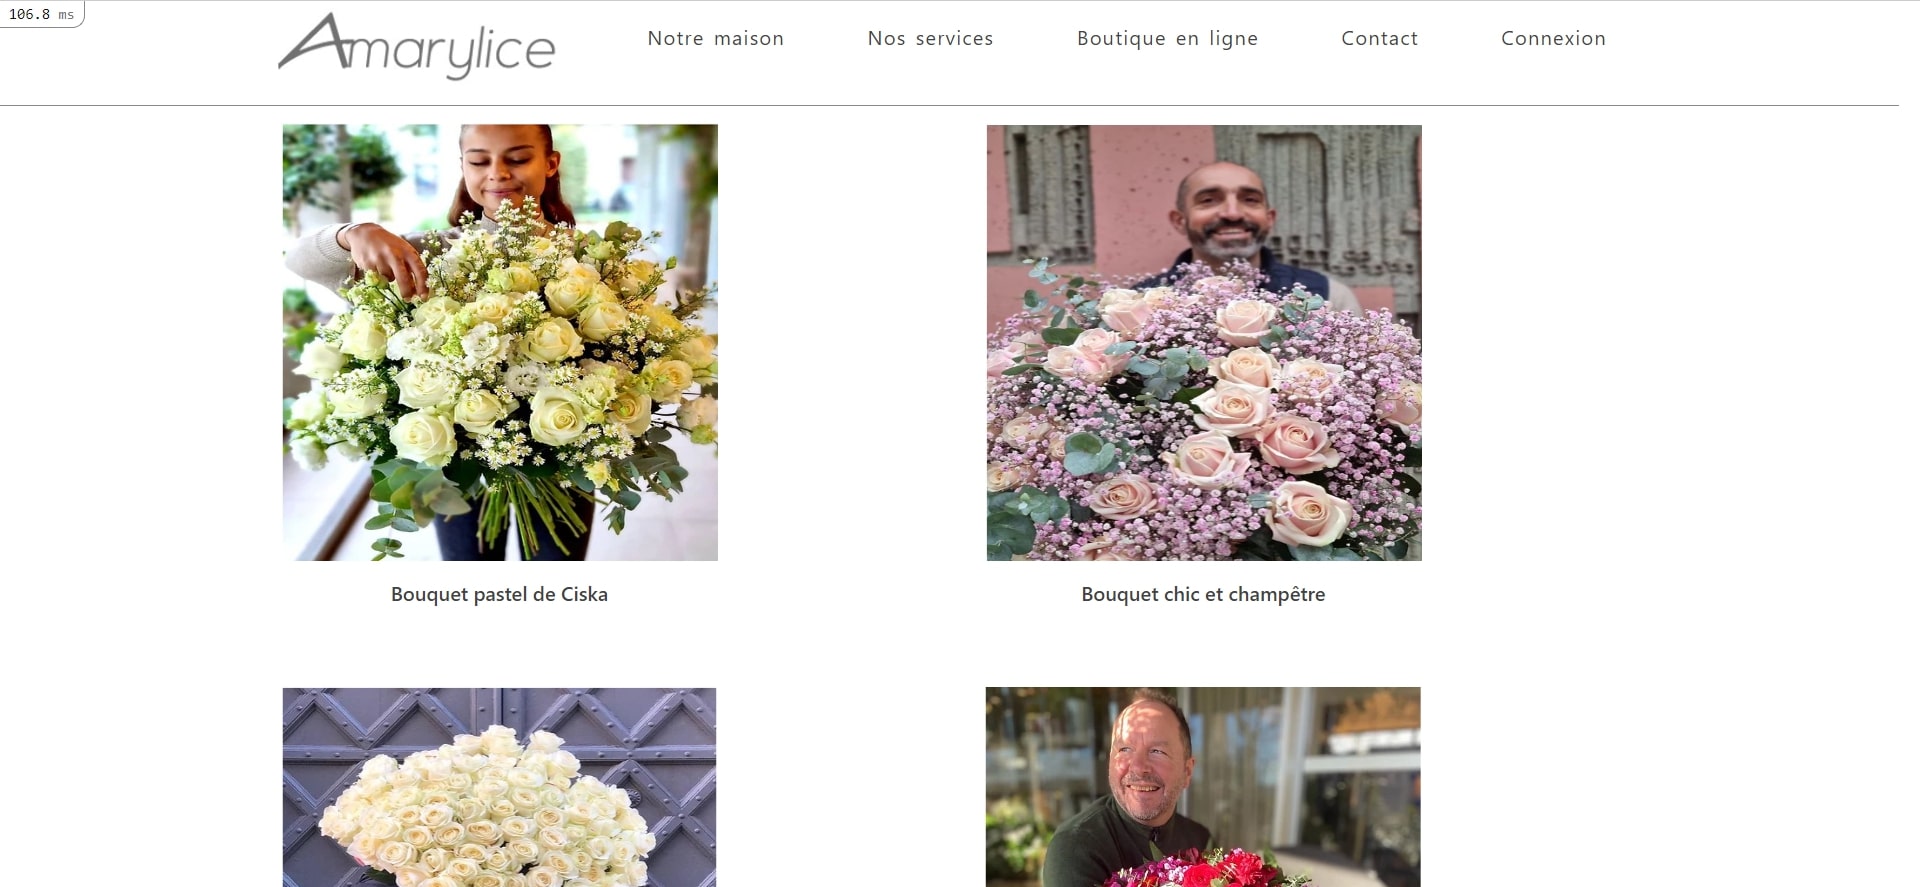 106.8 ms
Amarylice
Notre maison
Nos services
Boutique en ligne
Contact
Connexion
Bouquet pastel de Ciska
Bouquet chic et champêtre